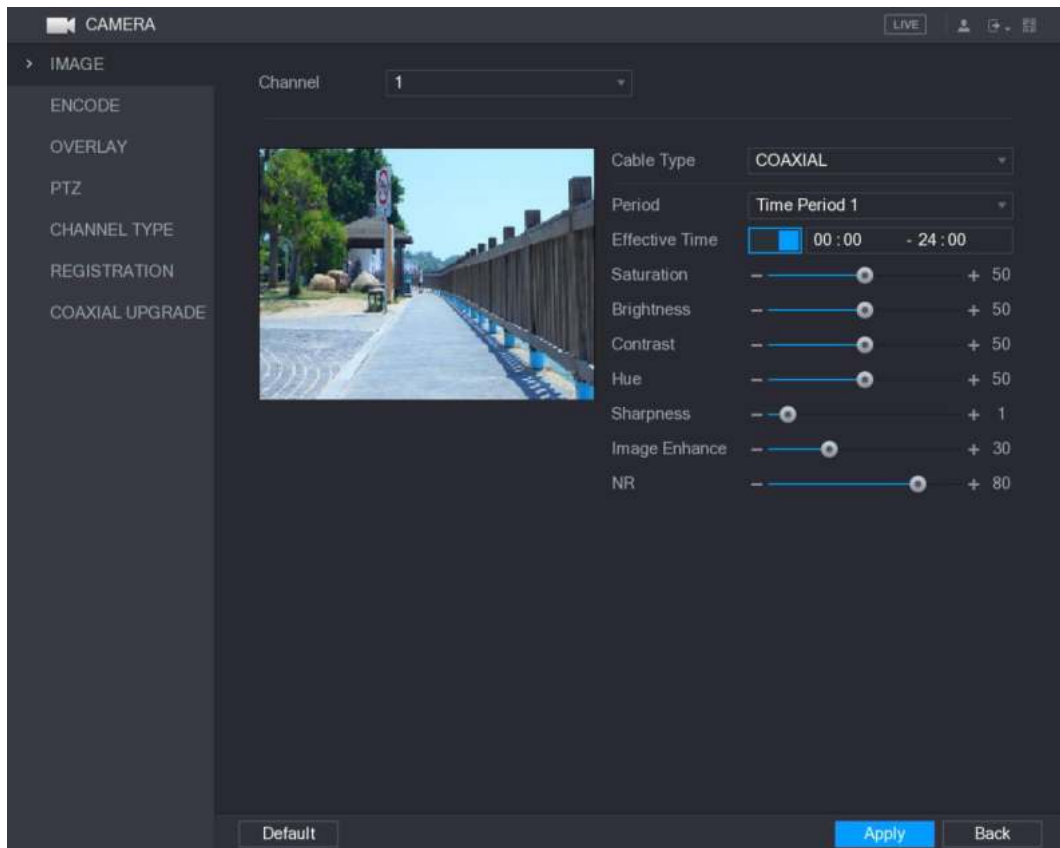 CAMERA
LIVE
IMAGE
ENCODE
OVERLAY
PTZ
CHANNEL TYPE
REGISTRATION
COAXIAL UPGRADE
Channel 1
Cable Type COAXIAL
Period Time Period 1
Effective Time 00 : 00 - 24 : 00
Saturation - + 50
Brightness - + 50
Contrast - + 50
Hue - + 50
Sharpness - + 1
Image Enhance - + 30
NR - + 80
Default Apply Back